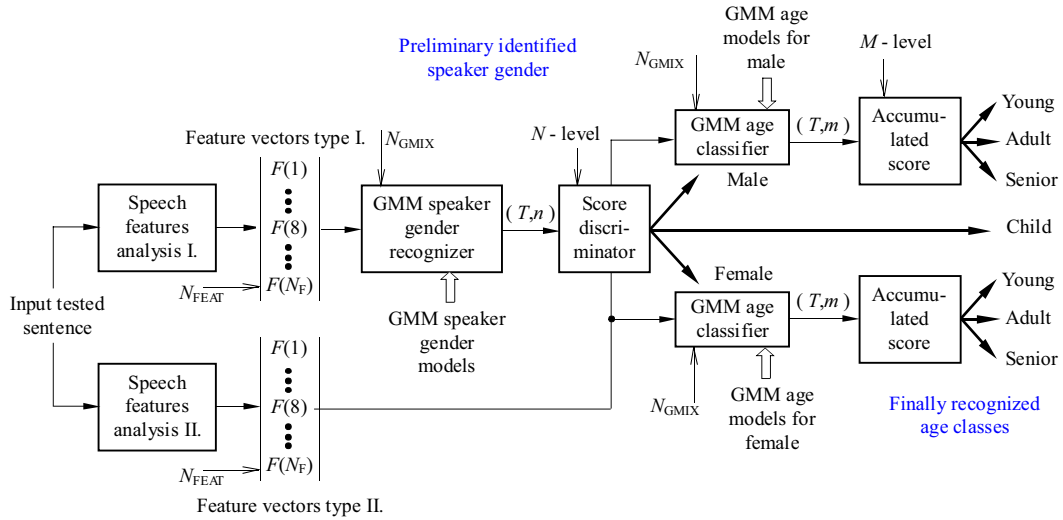 Preliminary identified
speaker gender
GMM age
models for
male
M - level
N_GMIX
GMM age
classifier
( T,m )
Accumu-
lated
score
Young
Adult
Senior
Feature vectors type I.
N_GMIX
N - level
Speech
features
analysis I.
F(1)
F(8)
F(N_F)
N_FEAT
GMM speaker
gender
recognizer
( T,n )
Score
discri-
minator
Male
Child
Female
GMM speaker
gender
models
Input tested
sentence
GMM age
classifier
( T,m )
Accumu-
lated
score
Young
Adult
Senior
N_GMIX
GMM age
models for
female
Speech
features
analysis II.
F(1)
F(8)
F(N_F)
N_FEAT
Feature vectors type II.
Finally recognized
age classes